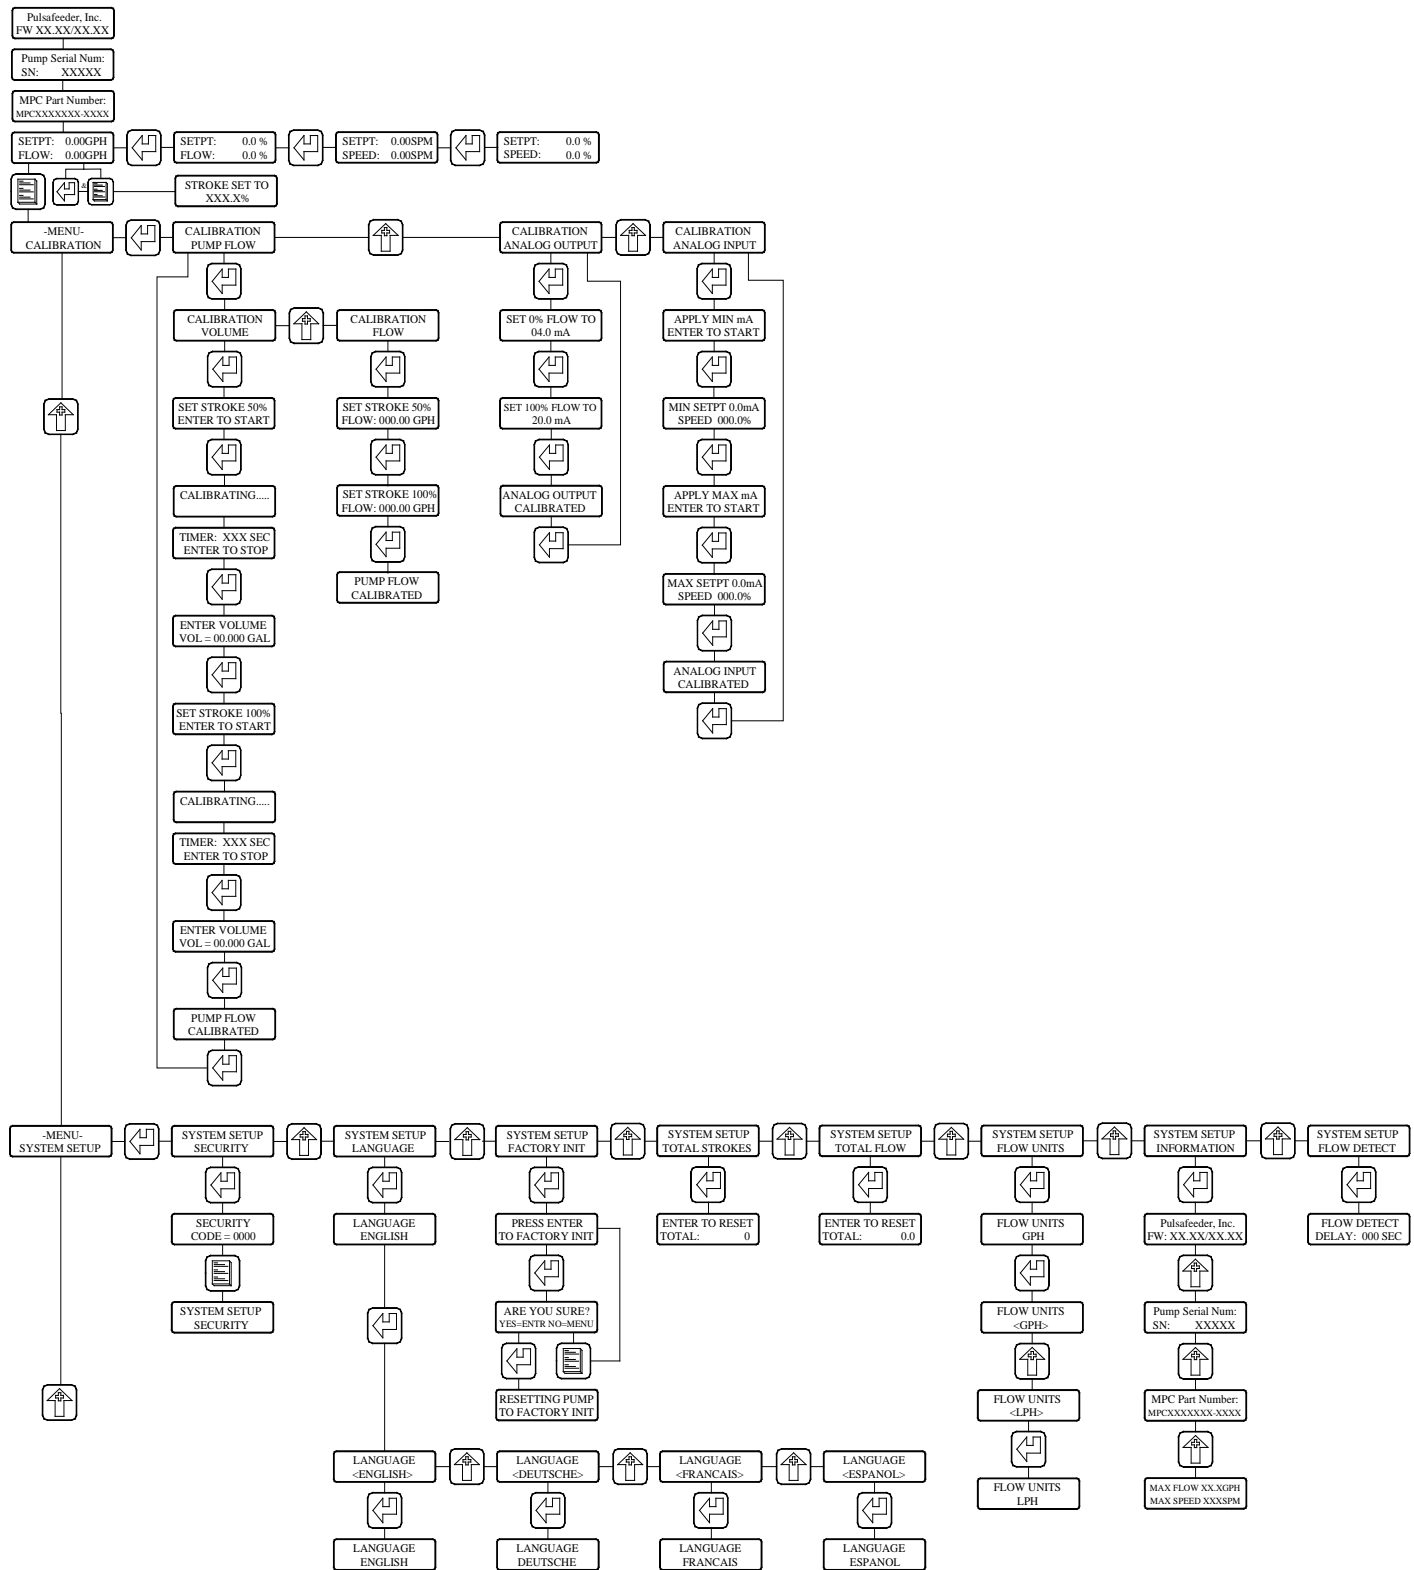 Pulsafeeder, Inc.
FW XX.XX/XX.XX
Pump Serial Num:
SN: XXXXX
MPC Part Number:
MPCXXXXXXX-XXXX
SETPT: 0.00GPH
FLOW: 0.00GPH
SETPT: 0.0 %
FLOW: 0.0 %
SETPT: 0.00SPM
SPEED: 0.00SPM
SETPT: 0.0 %
SPEED: 0.0 %
&
STROKE SET TO
XXX.X%
-MENU-
CALIBRATION
CALIBRATION
PUMP FLOW
CALIBRATION
ANALOG OUTPUT
CALIBRATION
ANALOG INPUT
CALIBRATION
VOLUME
CALIBRATION
FLOW
SET 0% FLOW TO
04.0 mA
APPLY MIN mA
ENTER TO START
SET STROKE 50%
ENTER TO START
SET STROKE 50%
FLOW: 000.00 GPH
SET 100% FLOW TO
20.0 mA
MIN SETPT 0.0mA
SPEED 000.0%
CALIBRATING.....
SET STROKE 100%
FLOW: 000.00 GPH
ANALOG OUTPUT
CALIBRATED
APPLY MAX mA
ENTER TO START
TIMER: XXX SEC
ENTER TO STOP
PUMP FLOW
CALIBRATED
MAX SETPT 0.0mA
SPEED 000.0%
ENTER VOLUME
VOL = 00.000 GAL
ANALOG INPUT
CALIBRATED
SET STROKE 100%
ENTER TO START
CALIBRATING.....
TIMER: XXX SEC
ENTER TO STOP
ENTER VOLUME
VOL = 00.000 GAL
PUMP FLOW
CALIBRATED
-MENU-
SYSTEM SETUP
SYSTEM SETUP
SECURITY
SYSTEM SETUP
LANGUAGE
SYSTEM SETUP
FACTORY INIT
SYSTEM SETUP
TOTAL STROKES
SYSTEM SETUP
TOTAL FLOW
SYSTEM SETUP
FLOW UNITS
SYSTEM SETUP
INFORMATION
SYSTEM SETUP
FLOW DETECT
SECURITY
CODE = 0000
LANGUAGE
ENGLISH
PRESS ENTER
TO FACTORY INIT
ENTER TO RESET
TOTAL: 0
ENTER TO RESET
TOTAL: 0.0
FLOW UNITS
GPH
Pulsafeeder, Inc.
FW: XX.XX/XX.XX
FLOW DETECT
DELAY: 000 SEC
SYSTEM SETUP
SECURITY
ARE YOU SURE?
YES=ENTR NO=MENU
FLOW UNITS
<GPH>
Pump Serial Num:
SN: XXXXX
RESETTING PUMP
TO FACTORY INIT
FLOW UNITS
<LPH>
MPC Part Number:
MPCXXXXXXX-XXXX
LANGUAGE
<ENGLISH>
LANGUAGE
<DEUTSCHE>
LANGUAGE
<FRANCAIS>
LANGUAGE
<ESPANOL>
FLOW UNITS
LPH
MAX FLOW XX.XGPH
MAX SPEED XXXSPM
LANGUAGE
ENGLISH
LANGUAGE
DEUTSCHE
LANGUAGE
FRANCAIS
LANGUAGE
ESPANOL